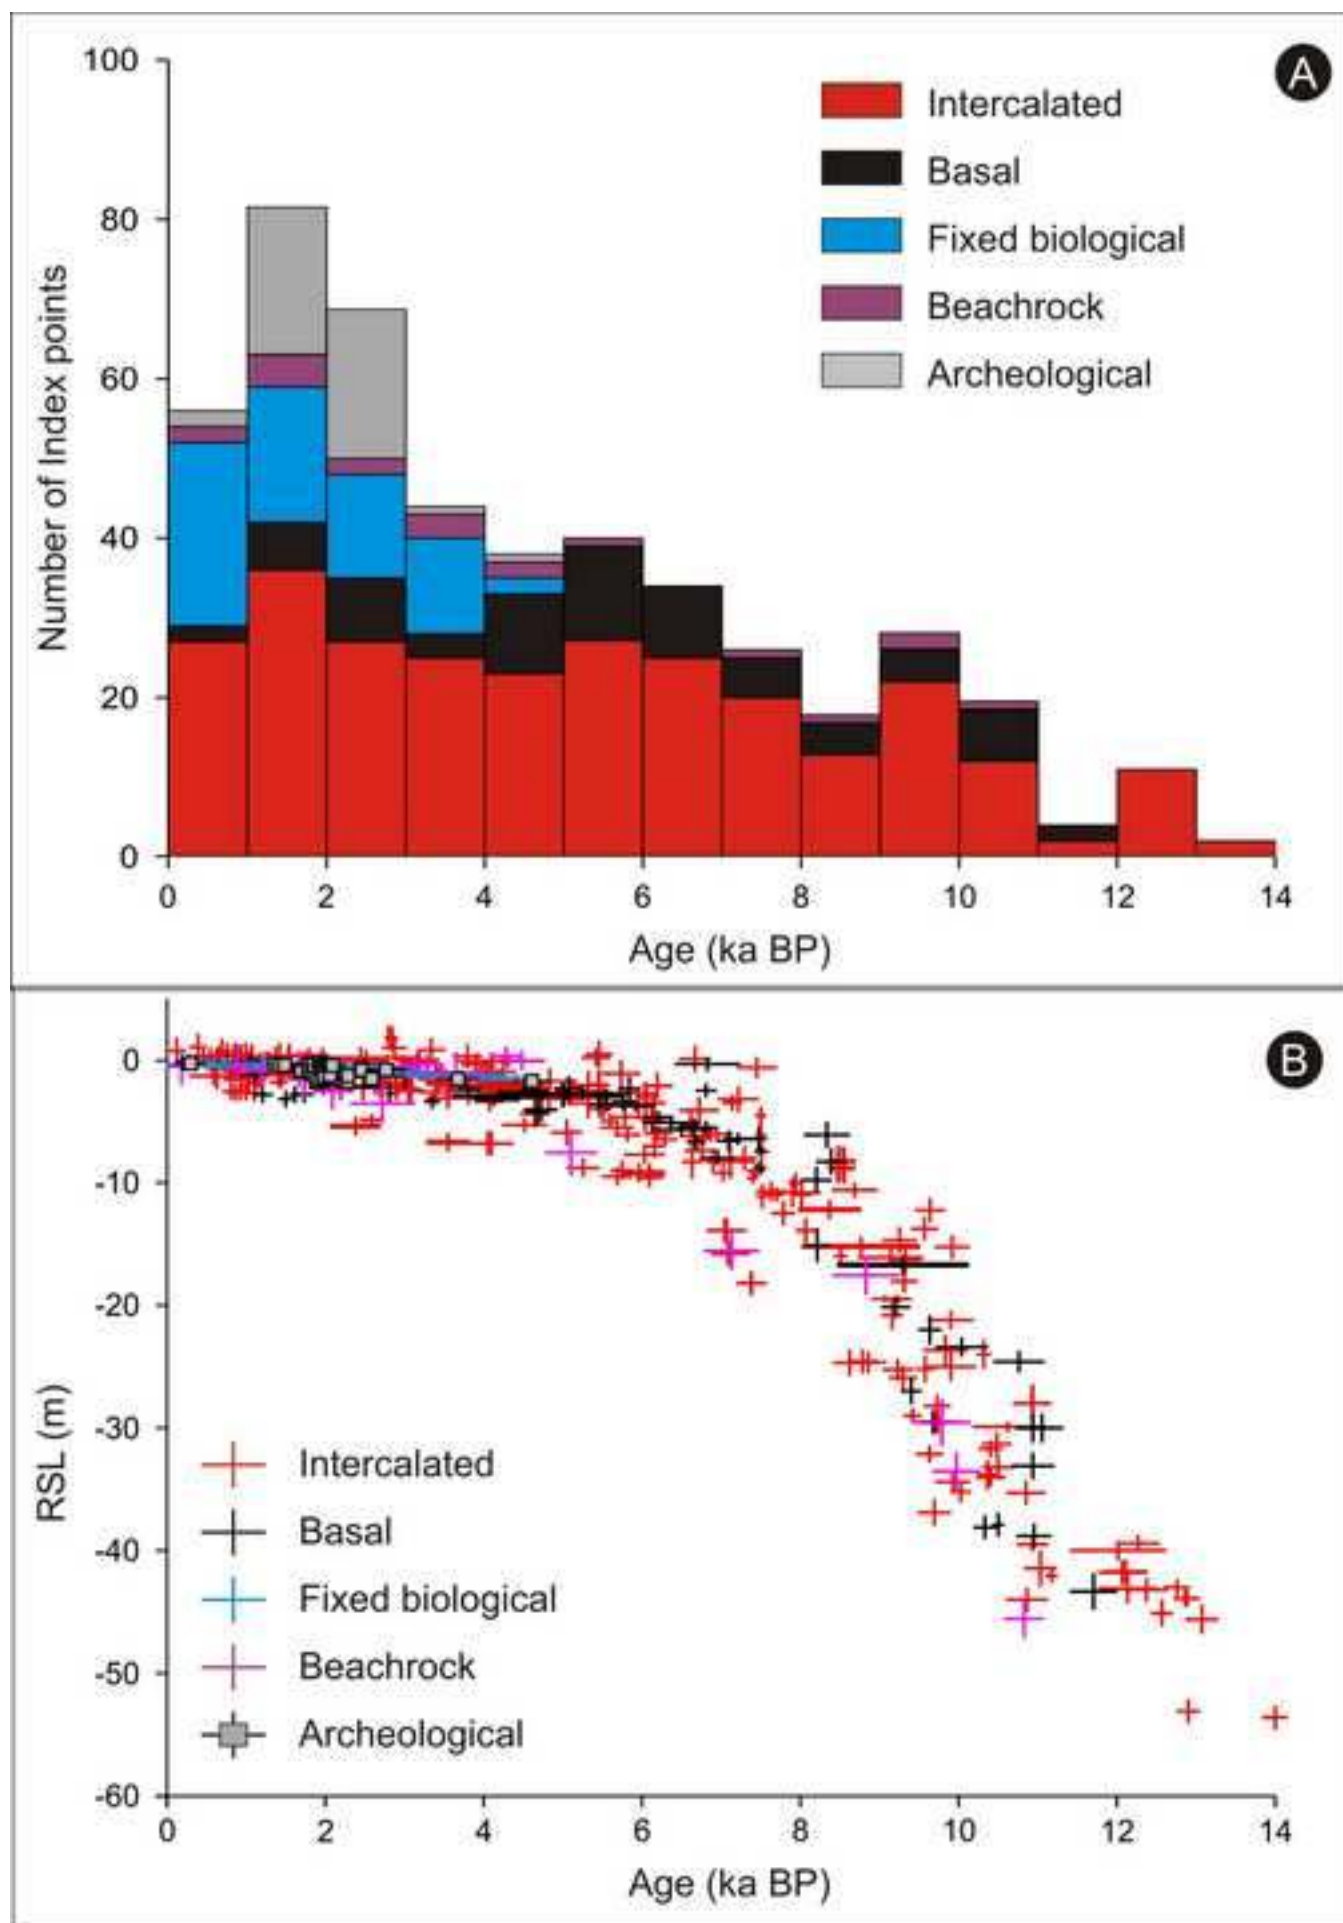 A
100
80
60
40
20
0
Number of Index points
Intercalated
Basal
Fixed biological
Beachrock
Archeological
0 2 4 6 8 10 12 14
Age (ka BP)
B
0
-10
-20
-30
-40
-50
-60
RSL (m)
Intercalated
Basal
Fixed biological
Beachrock
Archeological
0 2 4 6 8 10 12 14
Age (ka BP)